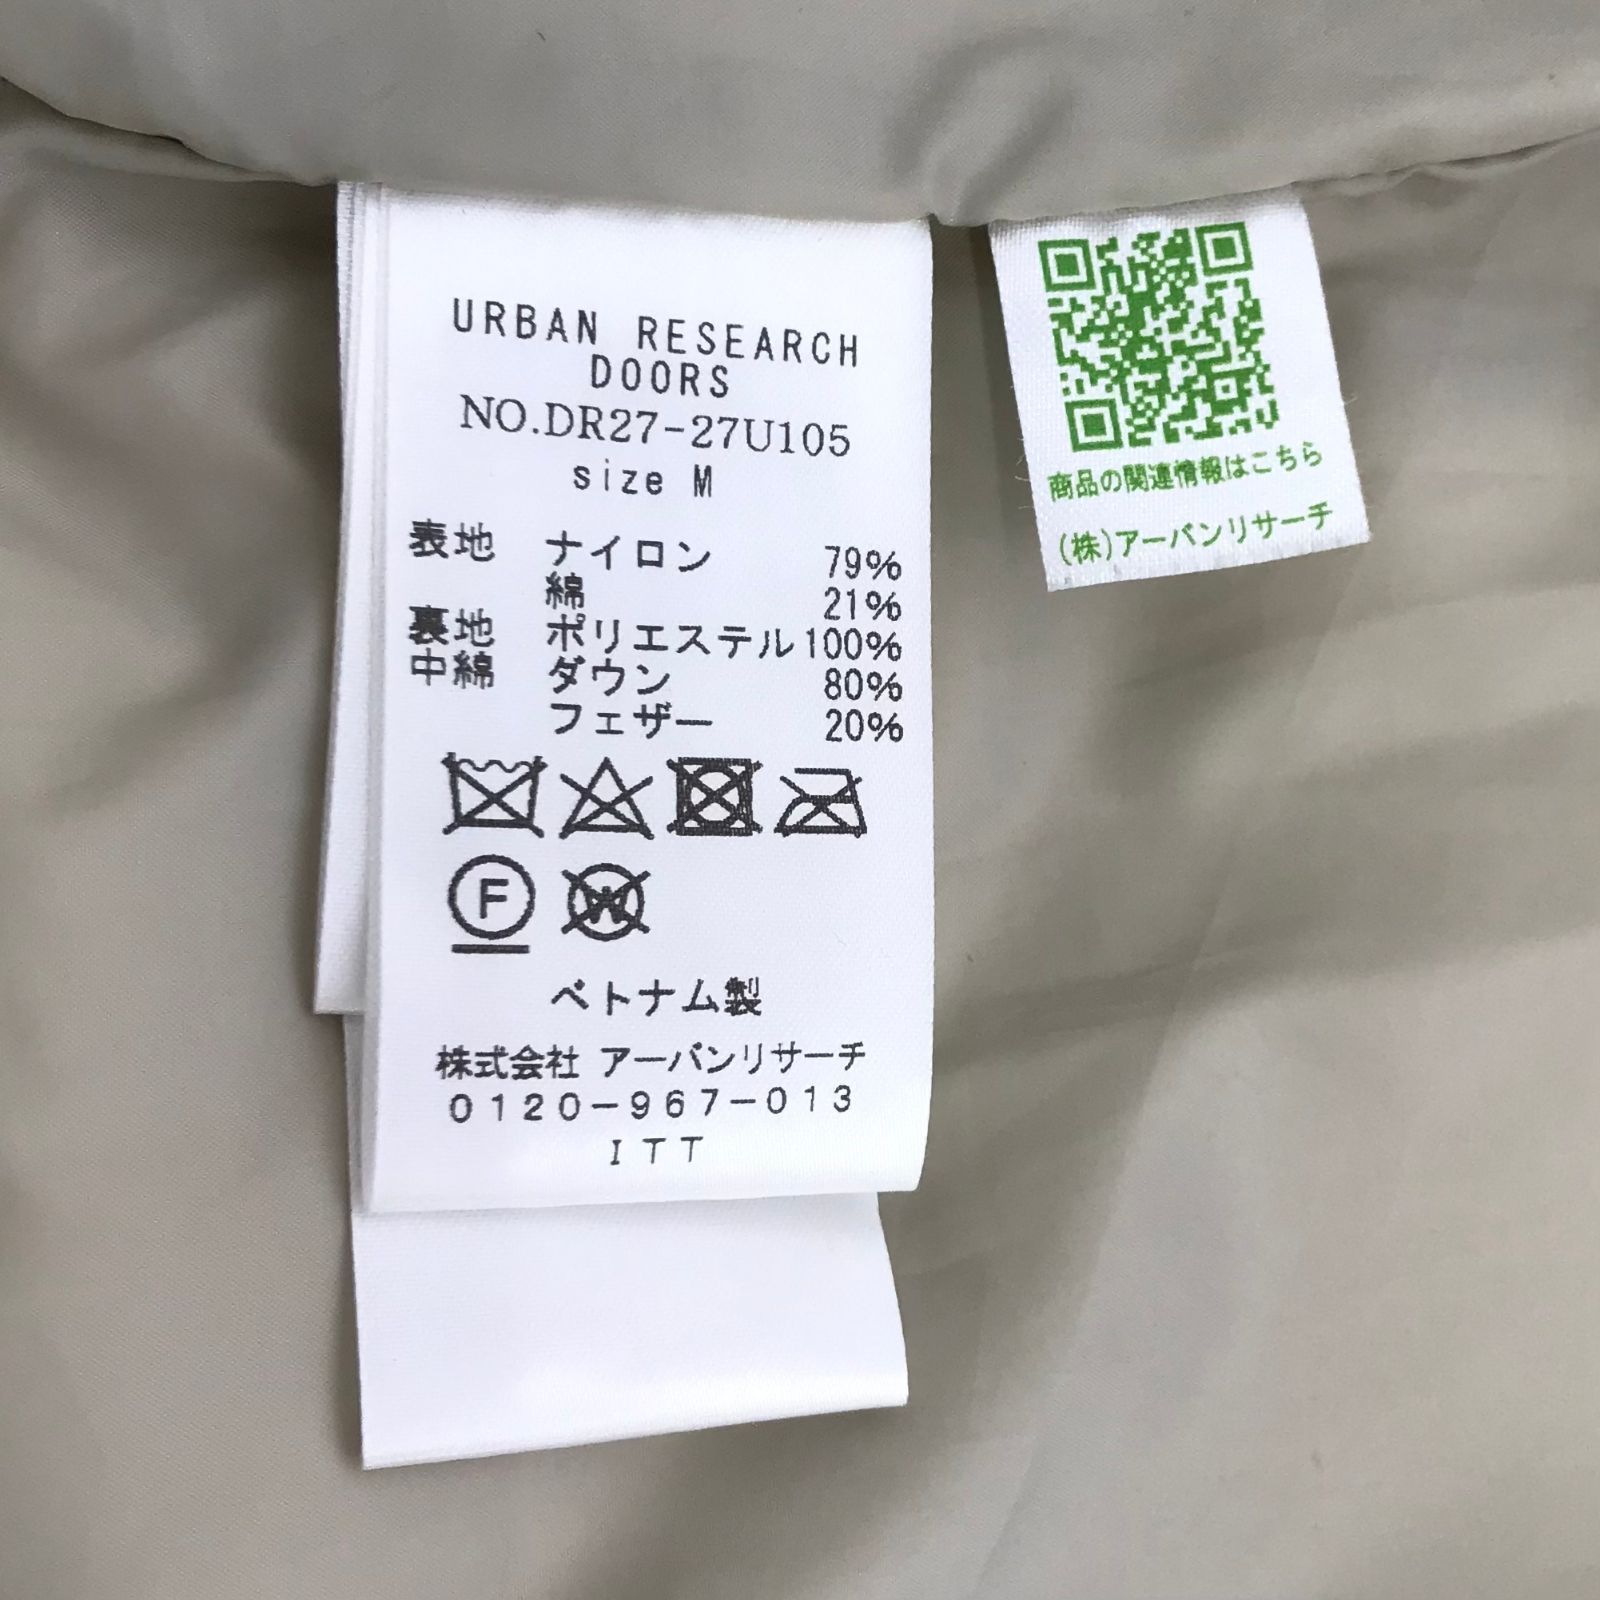 URBAN RESEARCH
DOORS
NO.DR27-27U105
size M
表地 ナイロン 79%
綿 21%
裏地 ポリエステル 100%
中綿 ダウン 80%
フェザー 20%
F W
ベトナム製
株式会社 アーバンリサーチ
0120-967-013
ITT
商品の関連情報はこちら
(株)アーバンリサーチ